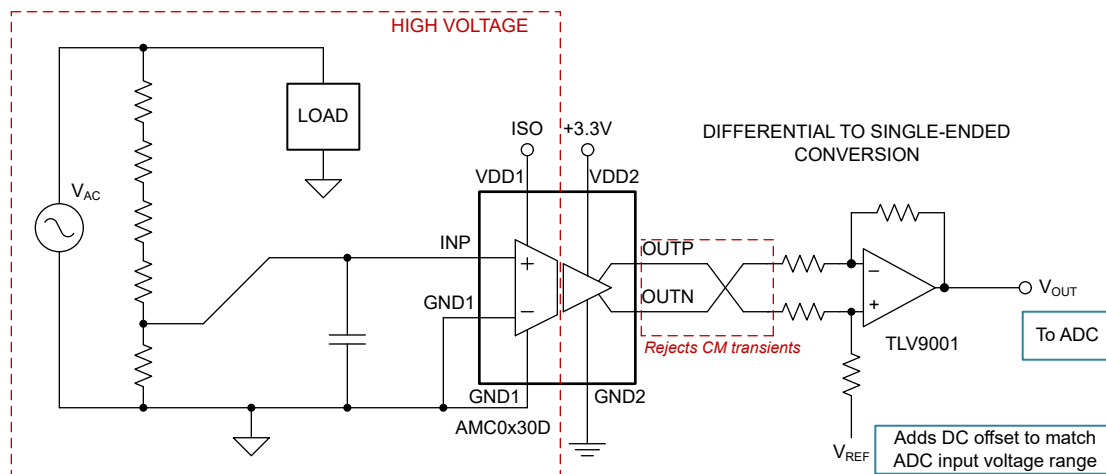 HIGH VOLTAGE
LOAD
ISO
+3.3V
DIFFERENTIAL TO SINGLE-ENDED
CONVERSION
VDD1
VDD2
VAC
INP
+
OUTP
−
GND1
−
OUTN
+
VOUT
Rejects CM transients
TLV9001
To ADC
GND1
GND2
AMC0x30D
VREF
Adds DC offset to match
ADC input voltage range